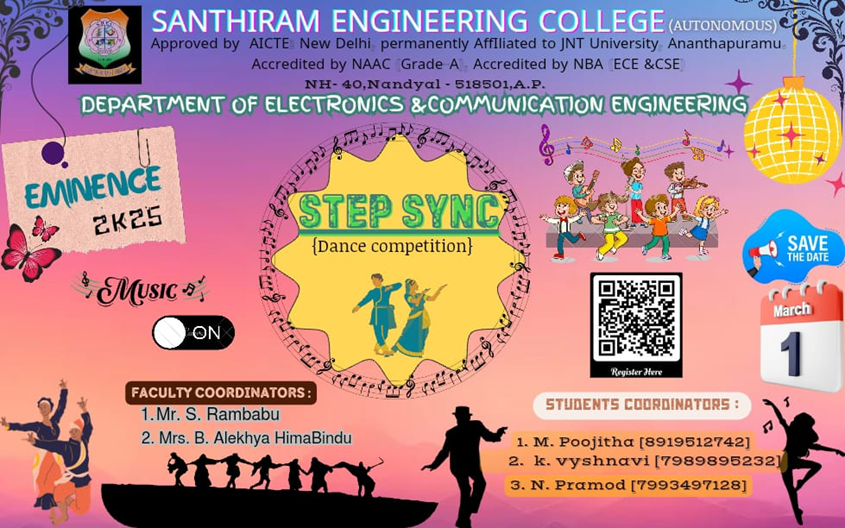 SANTHIRAM ENGINEERING COLLEGE (AUTONOMOUS)
Approved by AICTE: New Delhi, permanently AffIliated to JNT University, Ananthapuramu.
Accredited by NAAC (Grade-A), Accredited by NBA (ECE &CSE)
NH- 40,Nandyal - 518501,A.P.
DEPARTMENT OF ELECTRONICS &COMMUNICATION ENGINEERING
EMINENCE
2K25
STEP SYNC
{Dance competition}
SAVE
THE DATE
March
1
Music
ON
Register Here
FACULTY COORDINATORS :
1.Mr. S. Rambabu
2. Mrs. B. Alekhya HimaBindu
STUDENTS COORDINATORS :
1. M. Poojitha [8919512742]
2. k. vyshnavi [7989895232]
3. N. Pramod [7993497128]